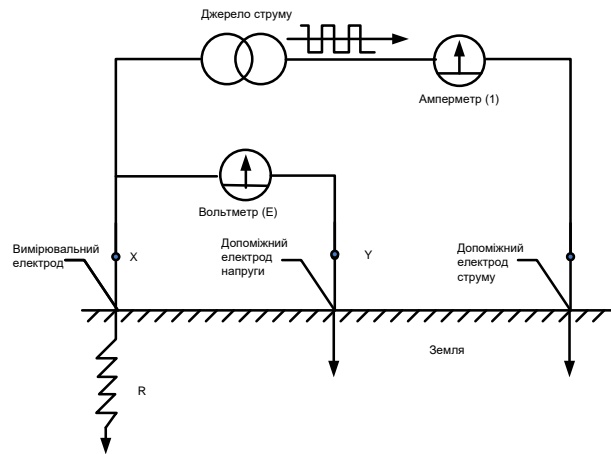 Джерело струму
Амперметр (1)
Вольтметр (E)
Вимірювальний
електрод
X
Допоміжний
електрод
напруги
Y
Допоміжний
електрод
струму
Земля
R